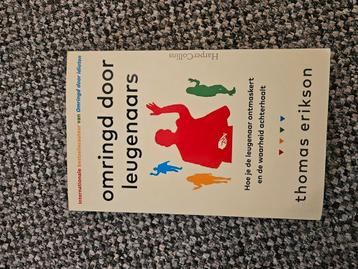 internationale bestsellerauteur van Omringd door idioten
HarperCollins
omringd door
leugenaars
Hoe je de leugenaar ontmaskert
en de waarheid achterhaalt
thomas erikson